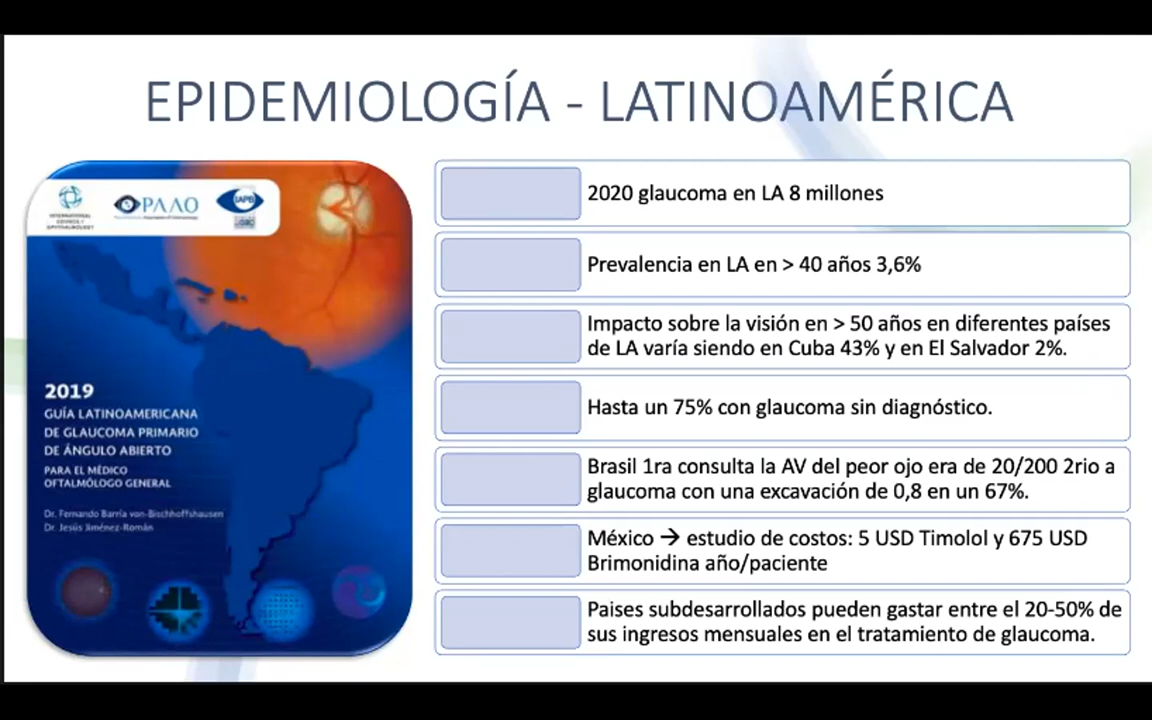 EPIDEMIOLOGÍA - LATINOAMÉRICA
INTERNATIONAL
COUNCIL OF
OPHTHALMOLOGY
IAPB
2019
GUÍA LATINOAMERICANA
DE GLAUCOMA PRIMARIO
DE ÁNGULO ABIERTO
PARA EL MÉDICO
OFTALMÓLOGO GENERAL
Dr. Fernando Barría von-Bischhoffshausen
Dr. Jesús Jiménez-Román
2020 glaucoma en LA 8 millones
Prevalencia en LA en > 40 años 3,6%
Impacto sobre la visión en > 50 años en diferentes países
de LA varía siendo en Cuba 43% y en El Salvador 2%.
Hasta un 75% con glaucoma sin diagnóstico.
Brasil 1ra consulta la AV del peor ojo era de 20/200 2rio a
glaucoma con una excavación de 0,8 en un 67%.
México → estudio de costos: 5 USD Timolol y 675 USD
Brimonidina año/paciente
Paises subdesarrollados pueden gastar entre el 20-50% de
sus ingresos mensuales en el tratamiento de glaucoma.